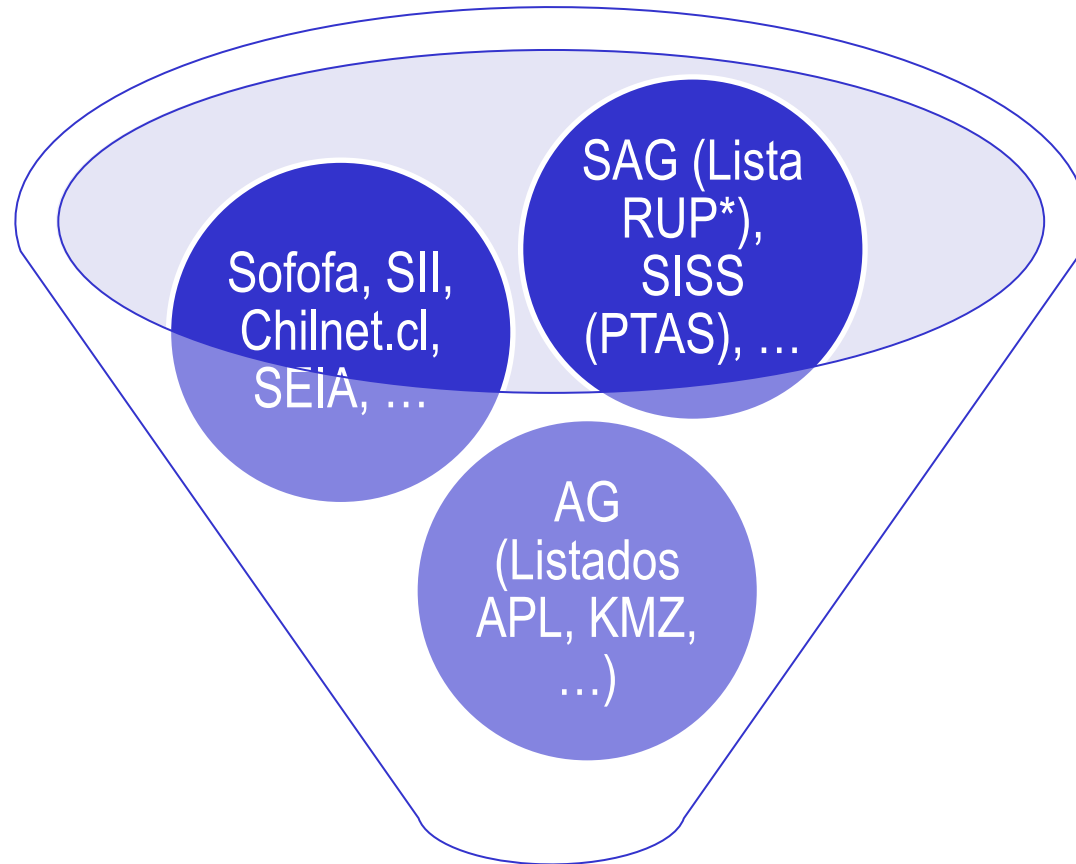 Sofofa, SII,
Chilnet.cl,
SEIA, …
SAG (Lista
RUP*),
SISS
(PTAS), …
AG
(Listados
APL, KMZ,
…)